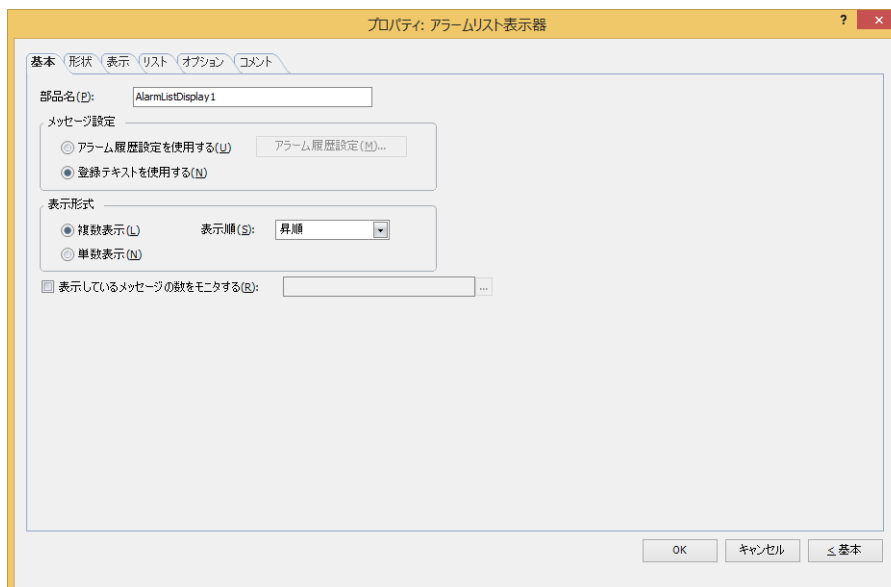 プロパティ: アラームリスト表示器 ? ×
基本 形状 表示 リスト オプション コメント
部品名(P): AlarmListDisplay1
メッセージ設定
アラーム履歴設定を使用する(U) アラーム履歴設定(M)...
登録テキストを使用する(N)
表示形式
複数表示(L) 表示順(S): 昇順
単数表示(N)
表示しているメッセージの数をモニタする(R): ...
OK キャンセル ≤ 基本